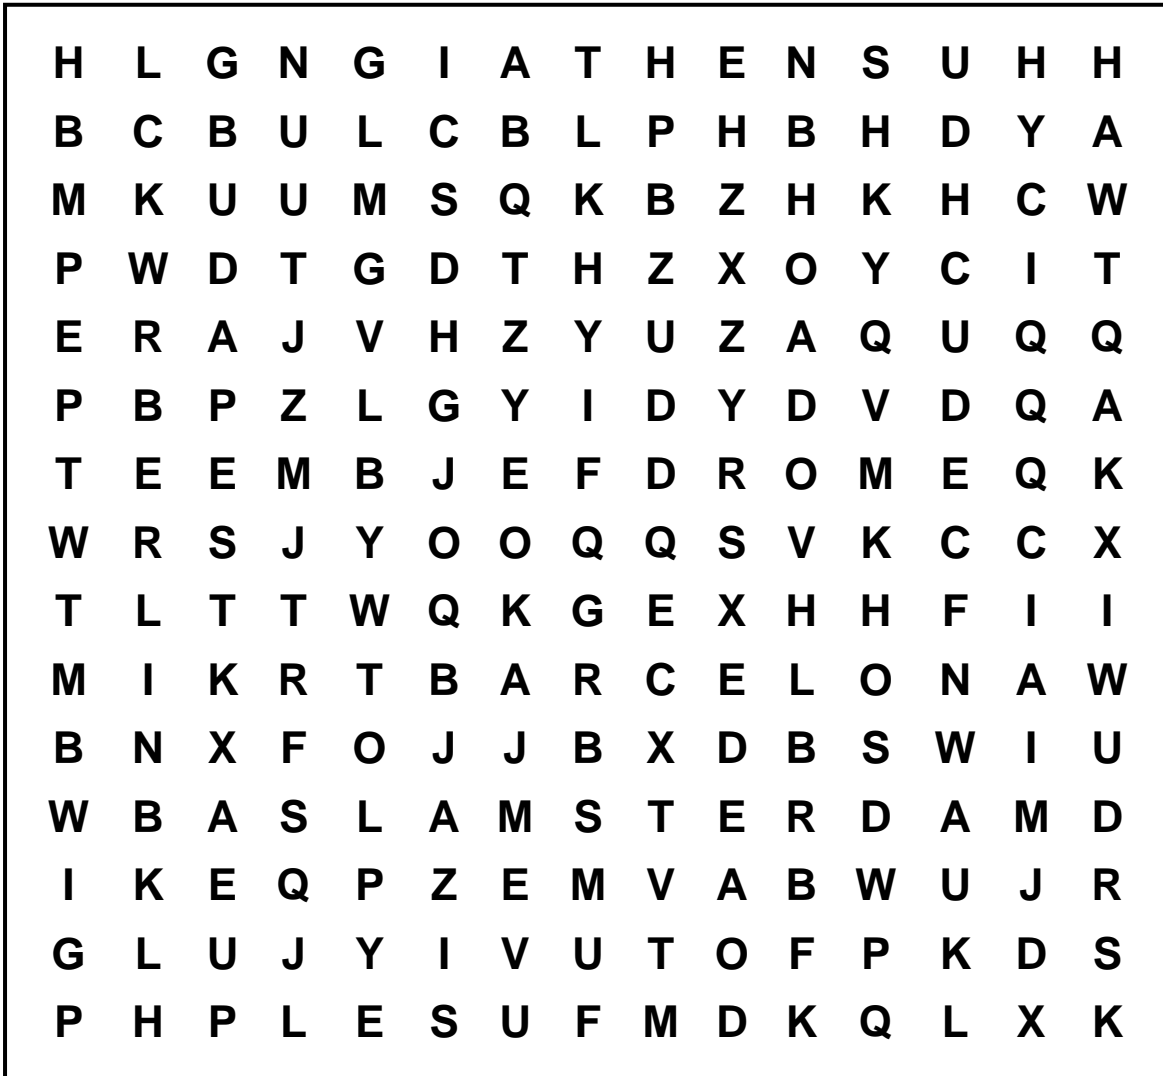 H L G N G I A T H E N S U H H
B C B U L C B L P H B H D Y A
M K U U M S Q K B Z H K H C W
P W D T G D T H Z X O Y C I T
E R A J V H Z Y U Z A Q U Q Q
P B P Z L G Y I D Y D V D Q A
T E E M B J E F D R O M E Q K
W R S J Y O O Q Q S V K C C X
T L T T W Q K G E X H H F I I
M I K R T B A R C E L O N A W
B N X F O J J B X D B S W I U
W B A S L A M S T E R D A M D
I K E Q P Z E M V A B W U J R
G L U J Y I V U T O F P K D S
P H P L E S U F M D K Q L X K